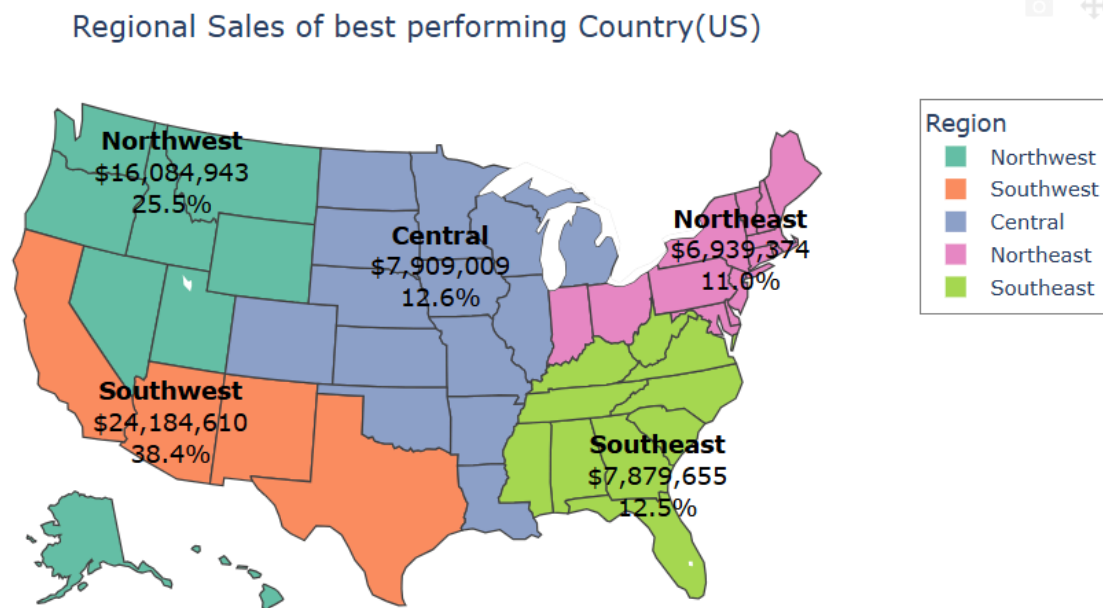 Regional Sales of best performing Country(US)
Northwest
$16,084,943
25.5%
Central
$7,909,009
12.6%
Northeast
$6,939,374
11.0%
Southwest
$24,184,610
38.4%
Southeast
$7,879,655
12.5%
Region
Northwest
Southwest
Central
Northeast
Southeast